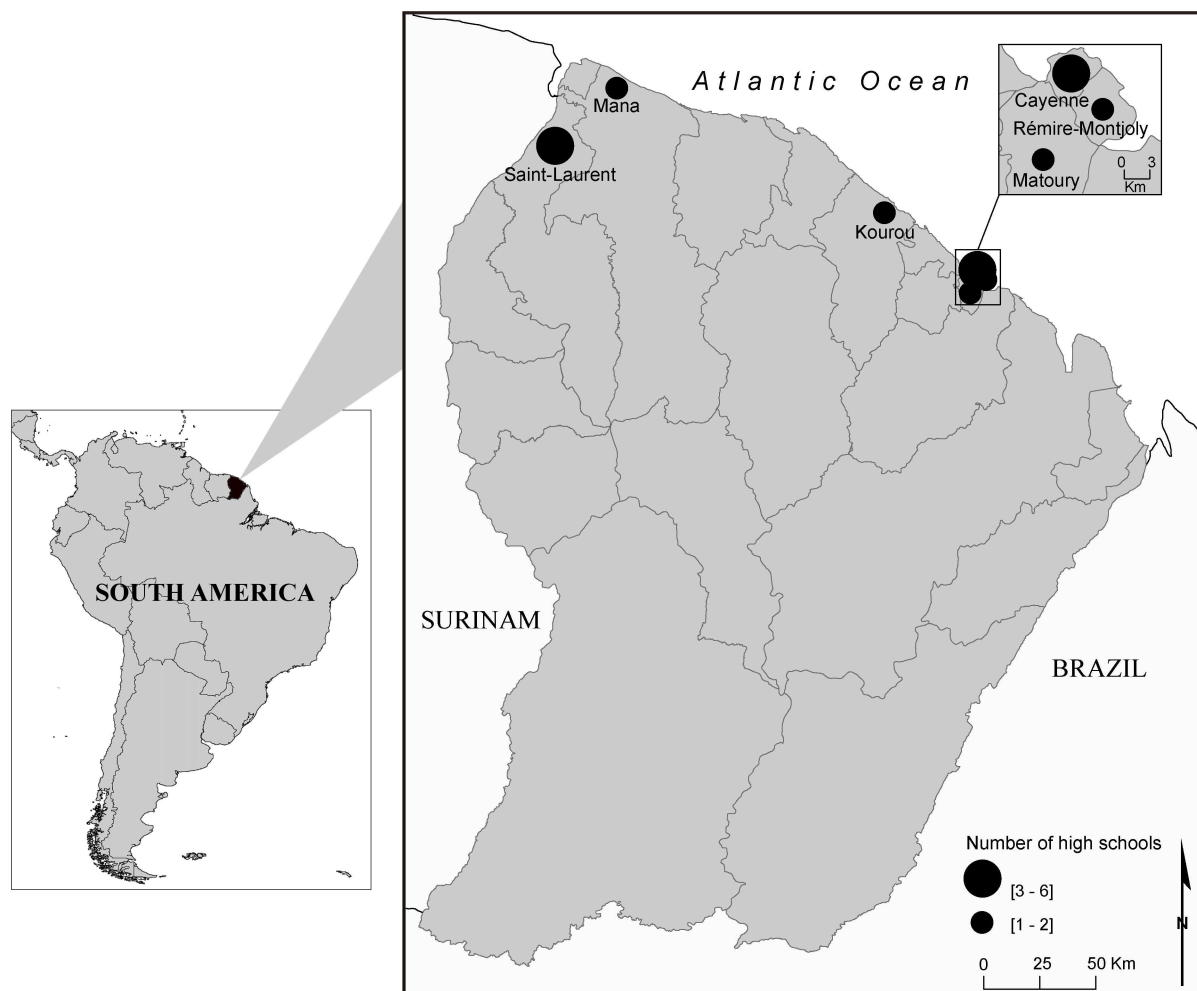 Atlantic Ocean
Mana
Saint-Laurent
Kourou
Cayenne
Rémire-Montjoly
Matoury
0 3
Km
SOUTH AMERICA
SURINAM
BRAZIL
Number of high schools
[3 - 6]
[1 - 2]
N
0 25 50 Km